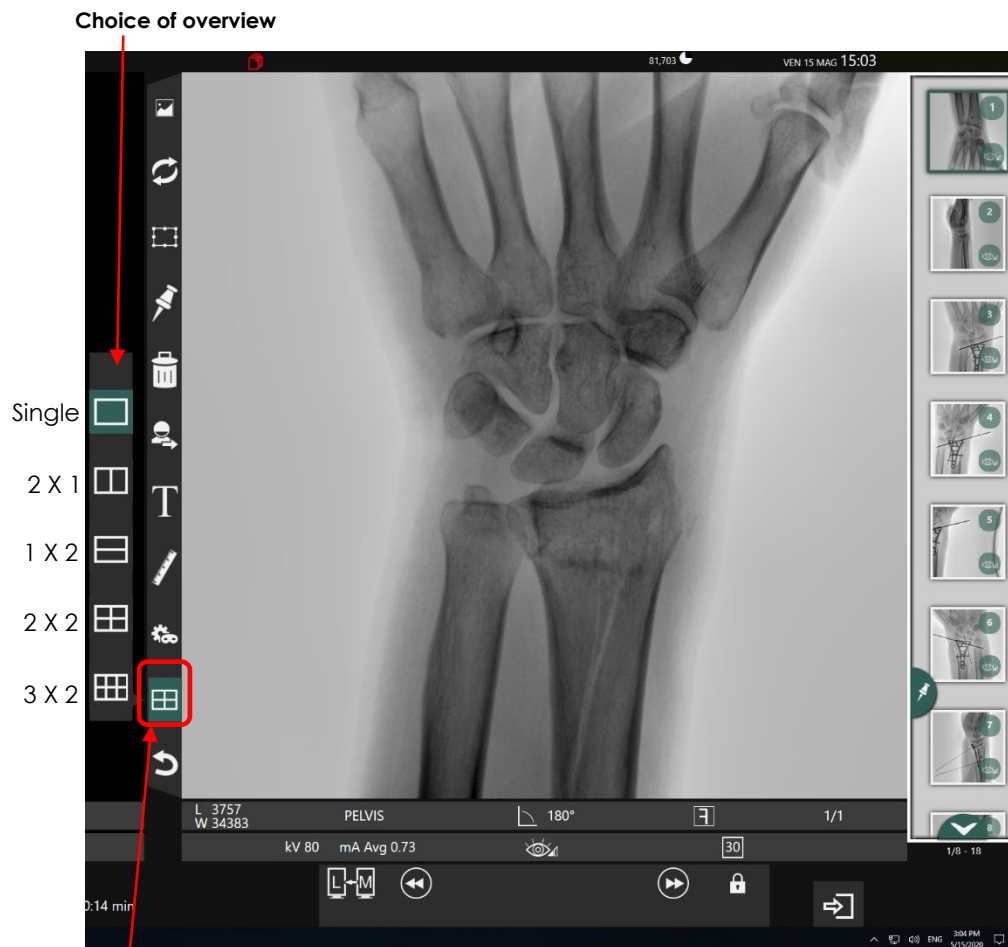 Choice of overview
81,703
VEN 15 MAG 15:03
1
2
3
4
5
6
7
8
1/8 - 18
Single
2 X 1
1 X 2
2 X 2
3 X 2
T
L 3757
W 34383
PELVIS
180°
1/1
kV 80 mA Avg 0.73
30
L M
0:14 min
ENG
3:04 PM
5/15/2020